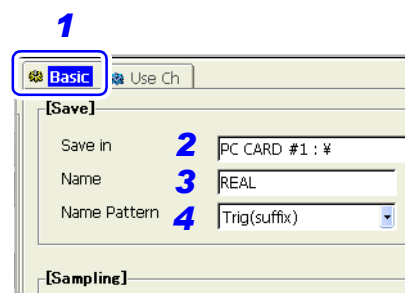 1
Basic Use Ch
[Save]
Save in 2 PC CARD #1 : ¥
Name 3 REAL
Name Pattern 4 Trig(suffix)
[Sampling]